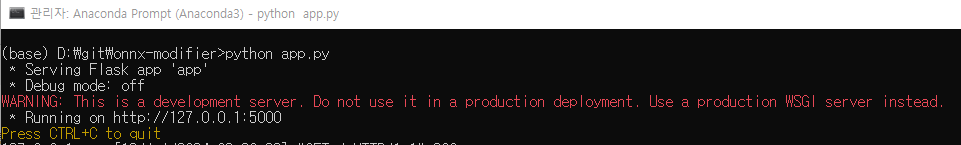 관리자: Anaconda Prompt (Anaconda3) - python  app.py
(base) D:₩git₩onnx-modifier>python app.py
 * Serving Flask app 'app'
 * Debug mode: off
WARNING: This is a development server. Do not use it in a production deployment. Use a production WSGI server instead.
 * Running on http://127.0.0.1:5000
Press CTRL+C to quit